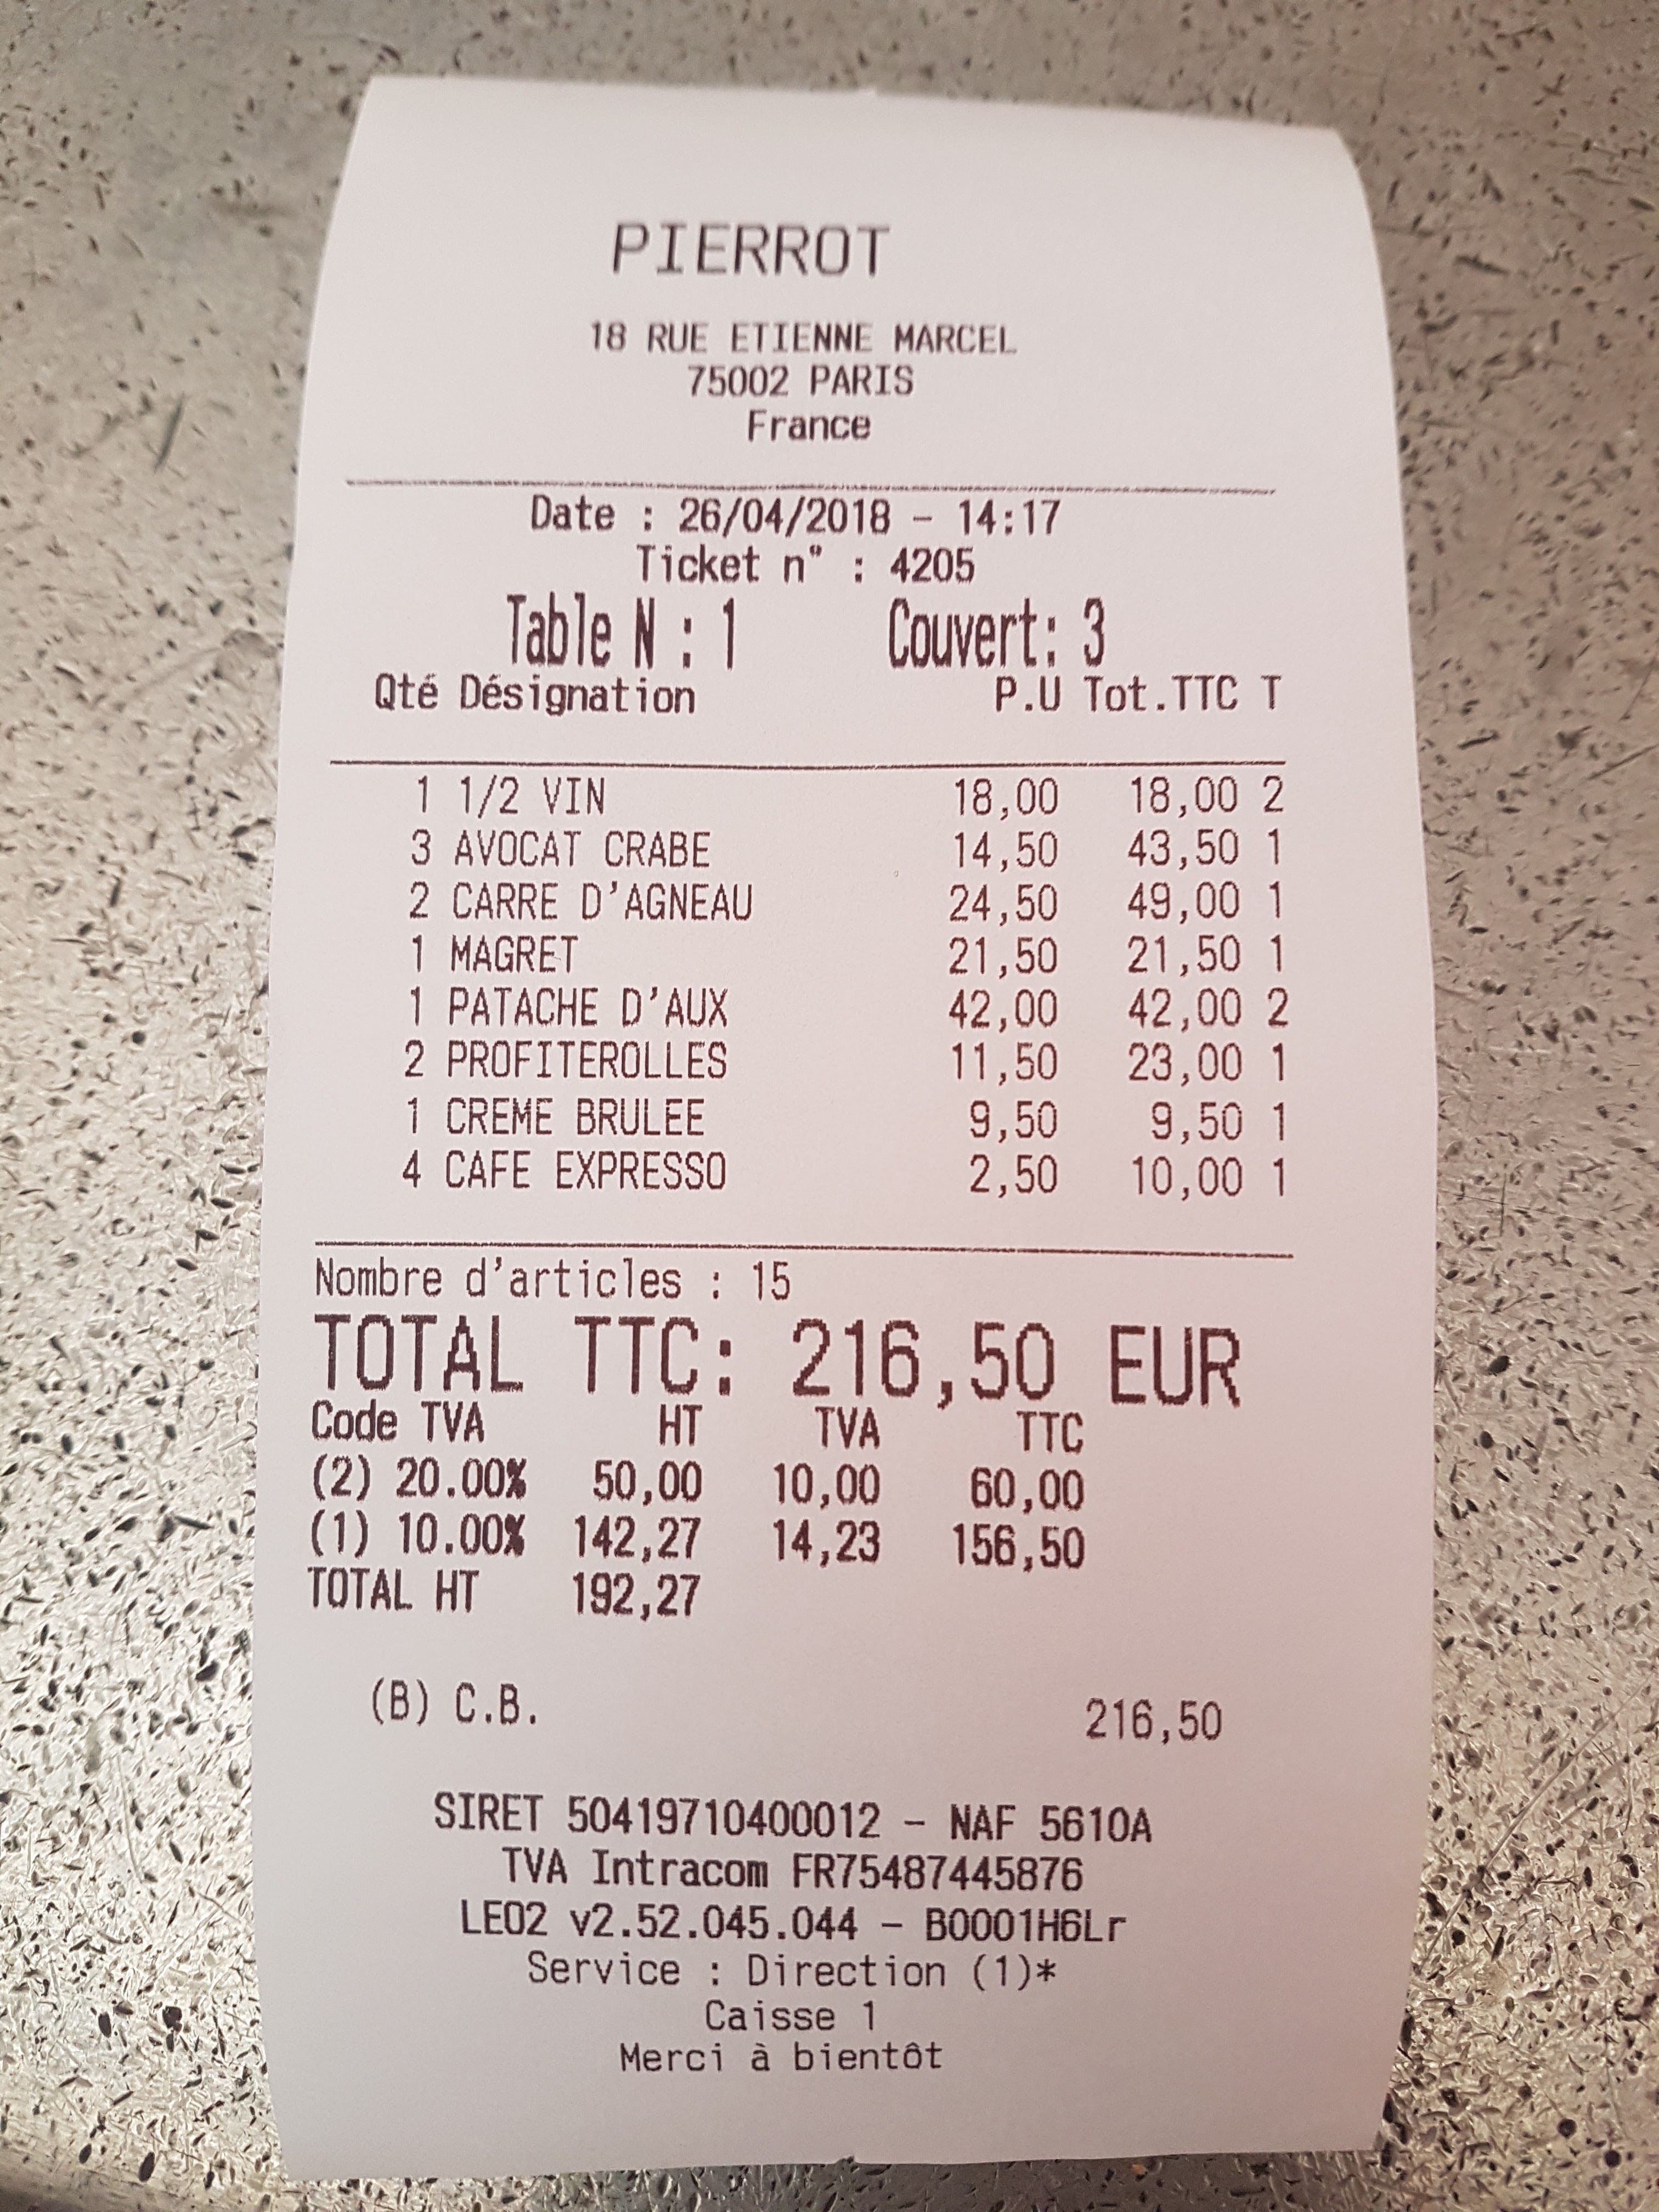 PIERROT
18 RUE ETIENNE MARCEL
75002 PARIS
France
Date : 26/04/2018 - 14:17
Ticket n° : 4205
Table N : 1 Couvert: 3
Qté Désignation P.U Tot.TTC T
1 1/2 VIN 18,00 18,00 2
3 AVOCAT CRABE 14,50 43,50 1
2 CARRE D'AGNEAU 24,50 49,00 1
1 MAGRET 21,50 21,50 1
1 PATACHE D'AUX 42,00 42,00 2
2 PROFITEROLLES 11,50 23,00 1
1 CREME BRULEE 9,50 9,50 1
4 CAFE EXPRESSO 2,50 10,00 1
Nombre d'articles : 15
TOTAL TTC: 216,50 EUR
Code TVA HT TVA TTC
(2) 20.00% 50,00 10,00 60,00
(1) 10.00% 142,27 14,23 156,50
TOTAL HT 192,27
(B) C.B. 216,50
SIRET 50419710400012 - NAF 5610A
TVA Intracom FR75487445876
LEO2 v2.52.045.044 - B0001H6Lr
Service : Direction (1)*
Caisse 1
Merci à bientôt